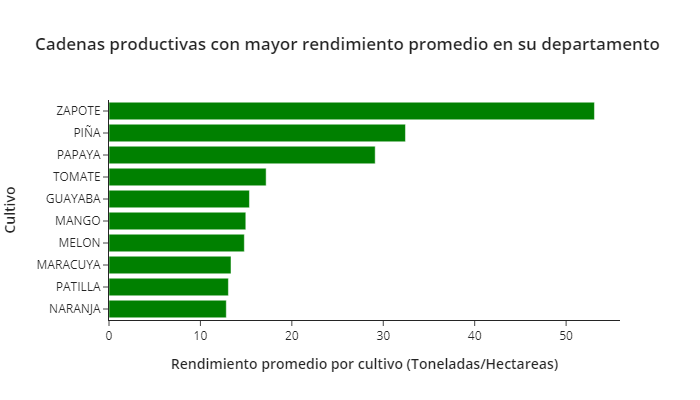 Cadenas productivas con mayor rendimiento promedio en su departamento
Cultivo
ZAPOTE
PIÑA
PAPAYA
TOMATE
GUAYABA
MANGO
MELON
MARACUYA
PATILLA
NARANJA
0 10 20 30 40 50
Rendimiento promedio por cultivo (Toneladas/Hectareas)